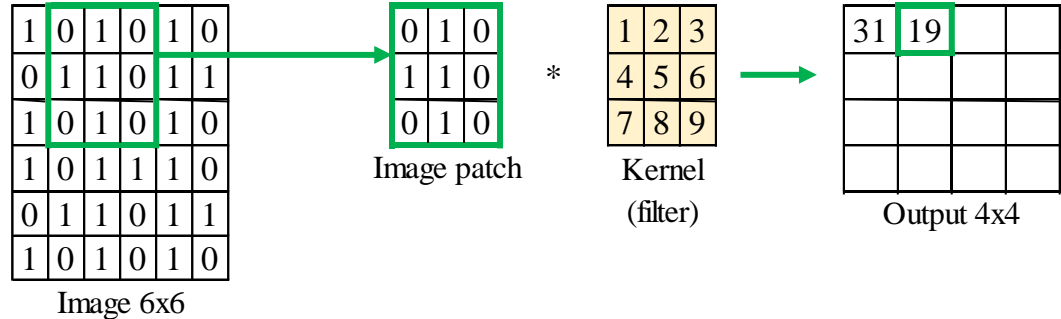 1 0 1 0 1 0
0 1 1 0 1 1
1 0 1 0 1 0
1 0 1 1 1 0
0 1 1 0 1 1
1 0 1 0 1 0
Image 6x6
0 1 0
1 1 0
0 1 0
Image patch
*
1 2 3
4 5 6
7 8 9
Kernel
(filter)
31 19
Output 4x4